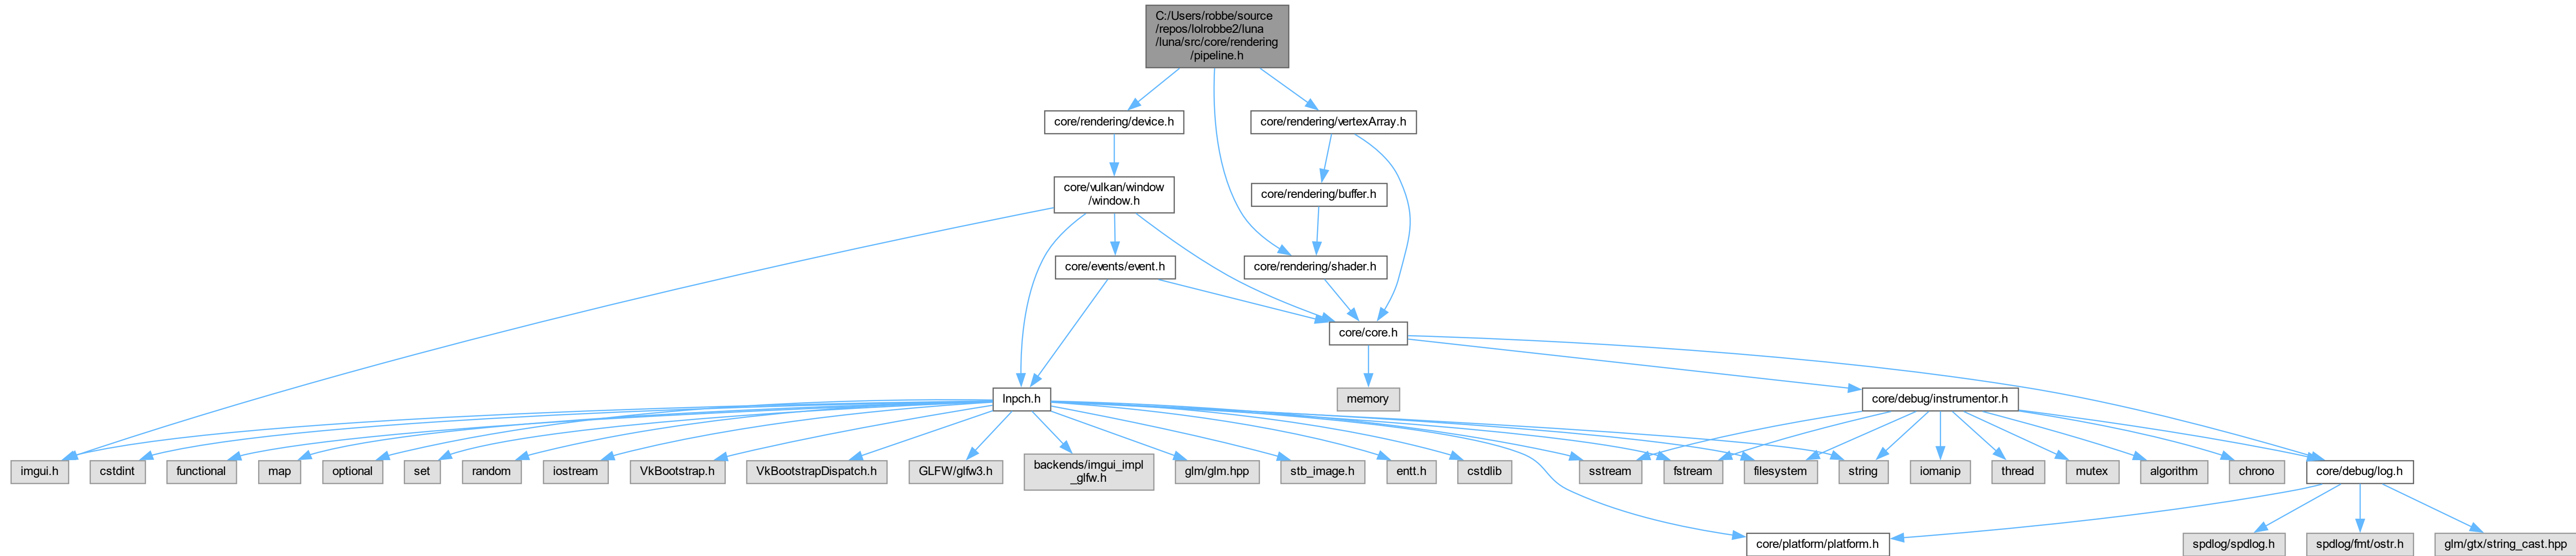 C:/Users/robbe/source
/repos/lolrobbe2/luna
/luna/src/core/rendering
/pipeline.h
core/rendering/device.h
core/rendering/vertexArray.h
core/vulkan/window
/window.h
core/rendering/buffer.h
core/events/event.h
core/rendering/shader.h
core/core.h
lnpch.h
memory
core/debug/instrumentor.h
imgui.h
cstdint
functional
map
optional
set
random
iostream
VkBootstrap.h
VkBootstrapDispatch.h
GLFW/glfw3.h
backends/imgui_impl
_glfw.h
glm/glm.hpp
stb_image.h
entt.h
cstdlib
sstream
fstream
filesystem
string
iomanip
thread
mutex
algorithm
chrono
core/debug/log.h
core/platform/platform.h
spdlog/spdlog.h
spdlog/fmt/ostr.h
glm/gtx/string_cast.hpp